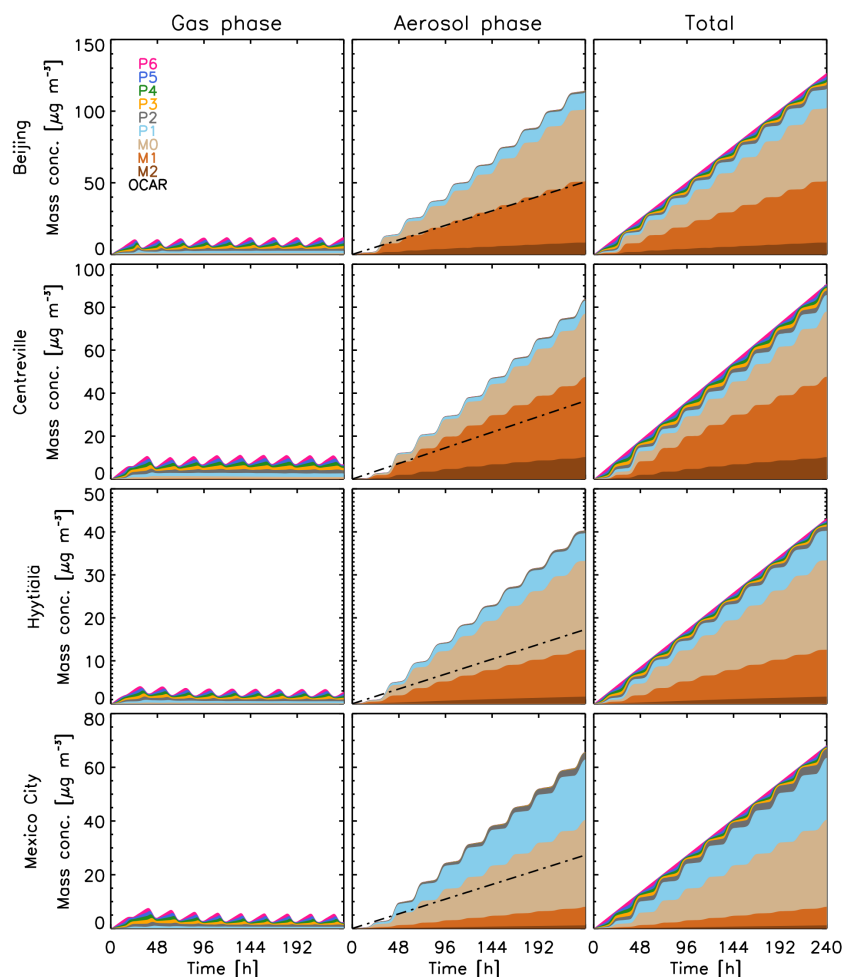 Gas phase Aerosol phase Total
Beijing
Mass conc. [μg m⁻³]
150
100
50
0
P6
P5
P4
P3
P2
P1
M0
M1
M2
OCAR
Centreville
Mass conc. [μg m⁻³]
100
80
60
40
20
0
Hyytiälä
Mass conc. [μg m⁻³]
50
40
30
20
10
0
Mexico City
Mass conc. [μg m⁻³]
80
60
40
20
0
0 48 96 144 192 48 96 144 192 48 96 144 192 240
Time [h] Time [h] Time [h]